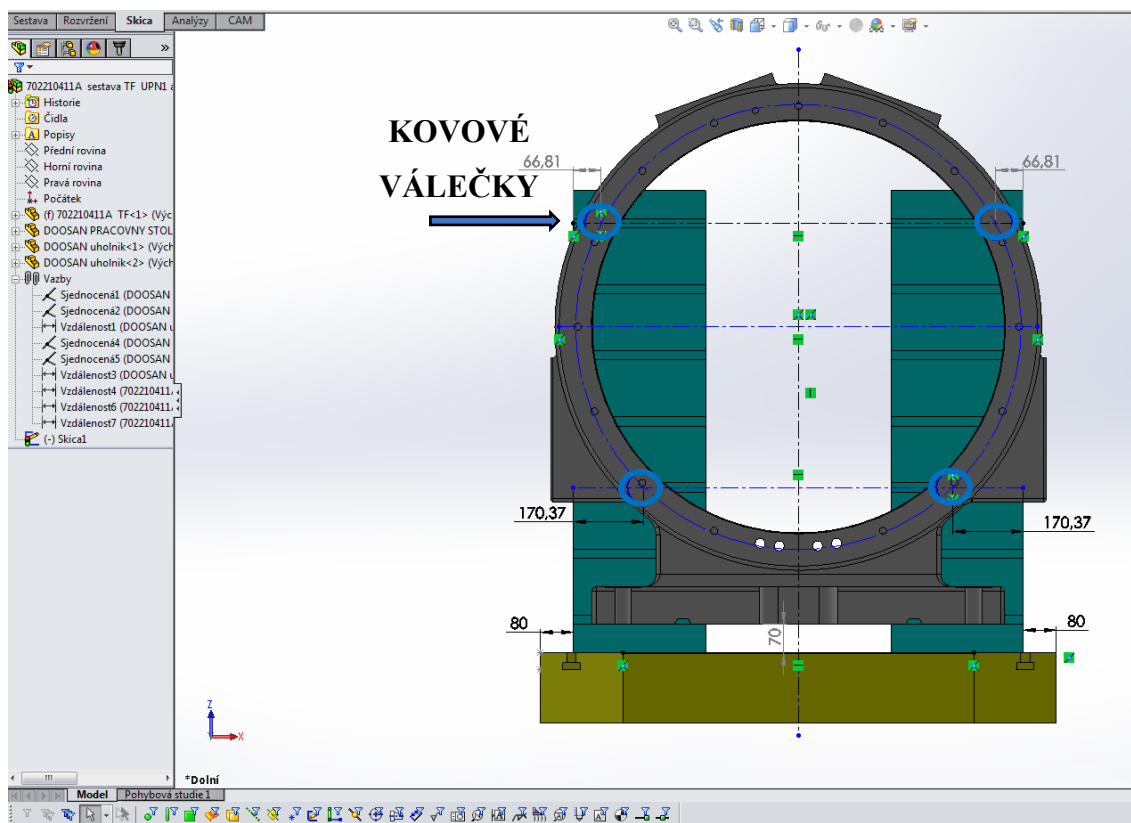 Sestava Rozvržení Skica Analýzy CAM
»
702210411A sestava TF UPN1 a
Historie
Čidla
Popisy
Přední rovina
Horní rovina
Pravá rovina
Počátek
(f) 702210411A TF<1> (Výc
DOOSAN PRACOVNY STOL
DOOSAN uholnik<1> (Vých
DOOSAN uholnik<2> (Vých
Vazby
Sjednocená1 (DOOSAN
Sjednocená2 (DOOSAN
Vzdálenost1 (DOOSAN u
Sjednocená4 (DOOSAN
Sjednocená5 (DOOSAN
Vzdálenost3 (DOOSAN u
Vzdálenost4 (702210411
Vzdálenost6 (702210411
Vzdálenost7 (702210411
(-) Skica1
KOVOVÉ
VÁLEČKY
66,81
66,81
170,37
170,37
80
80
70
Z
X
*Dolní
Model Pohybová studie 1